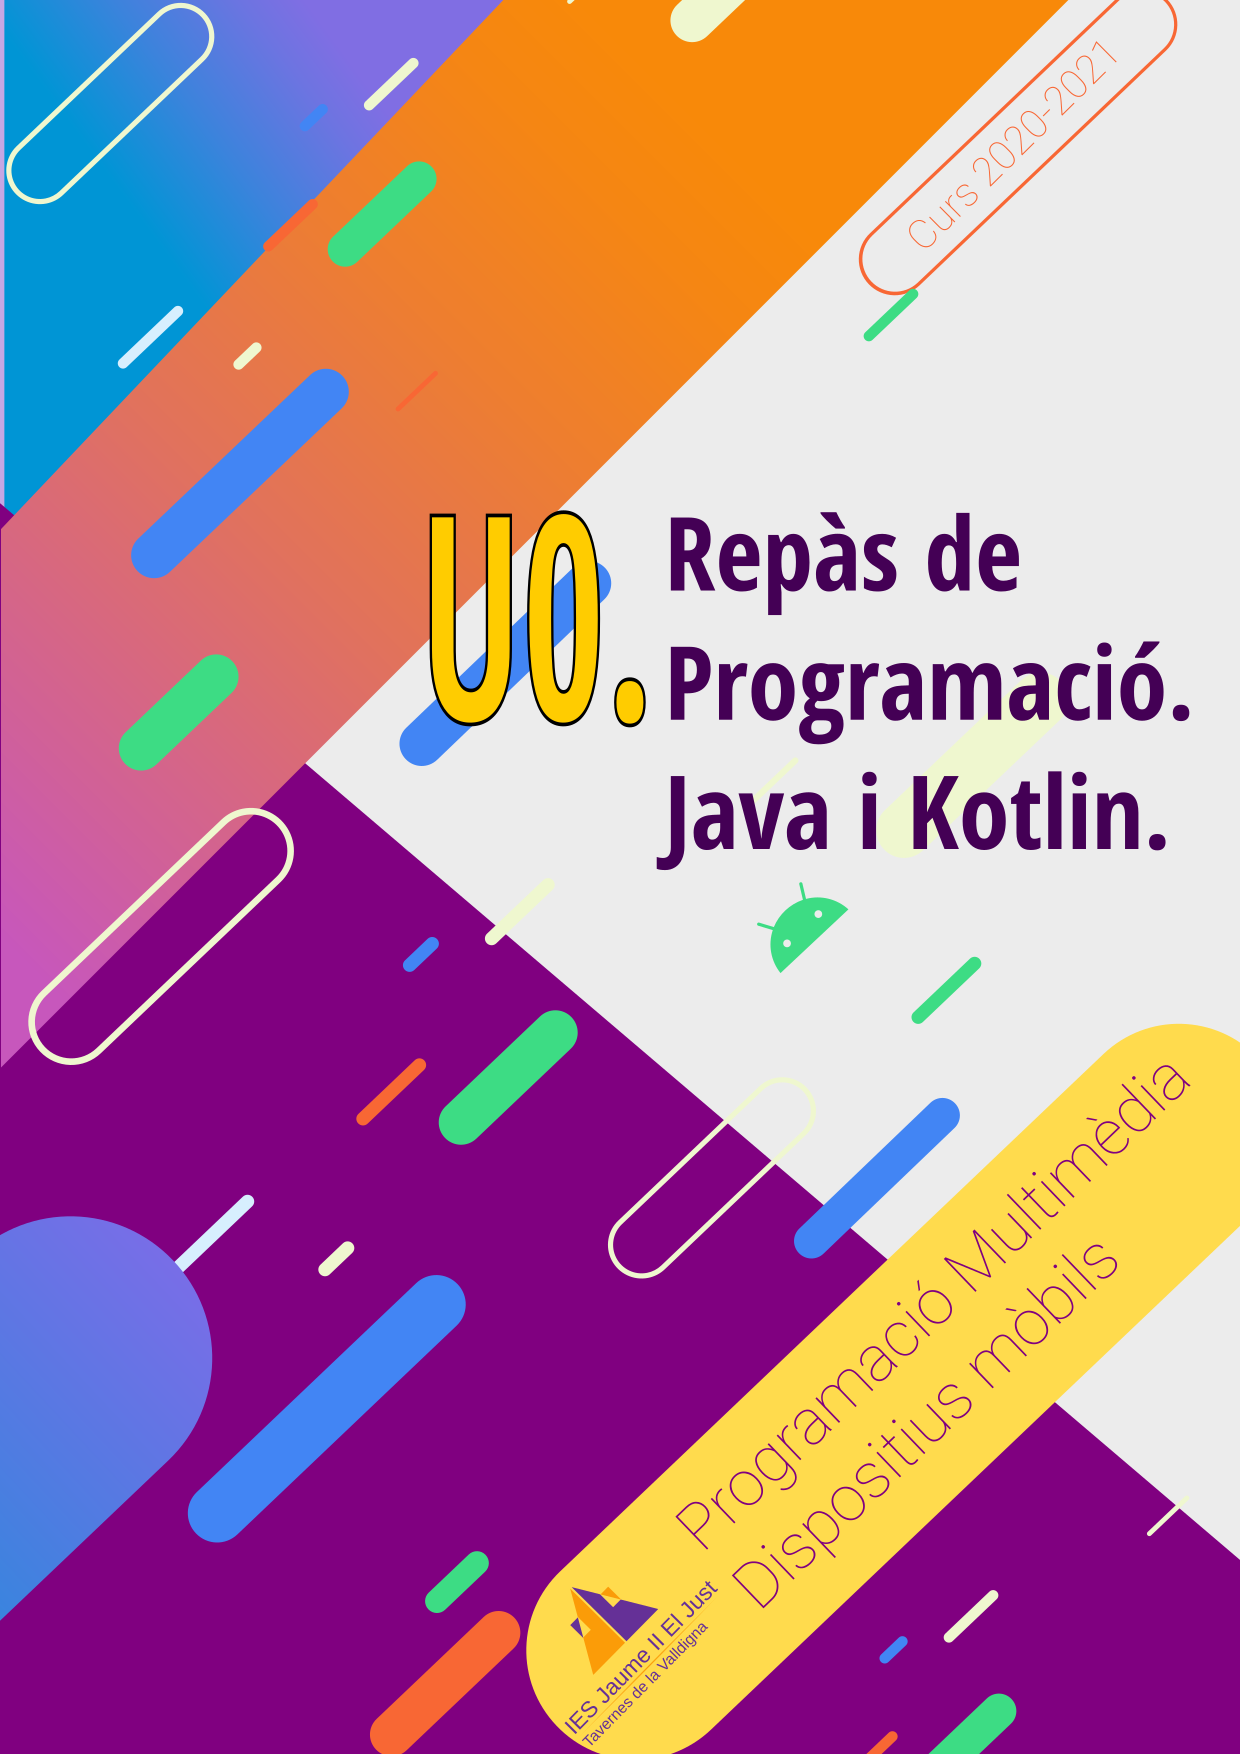 Curs 2020-2021
U0.
Repàs de
Programació.
Java i Kotlin.
Programació Multimèdia
Dispositius mòbils
IES Jaume II El Just
Tavernes de la Valldigna